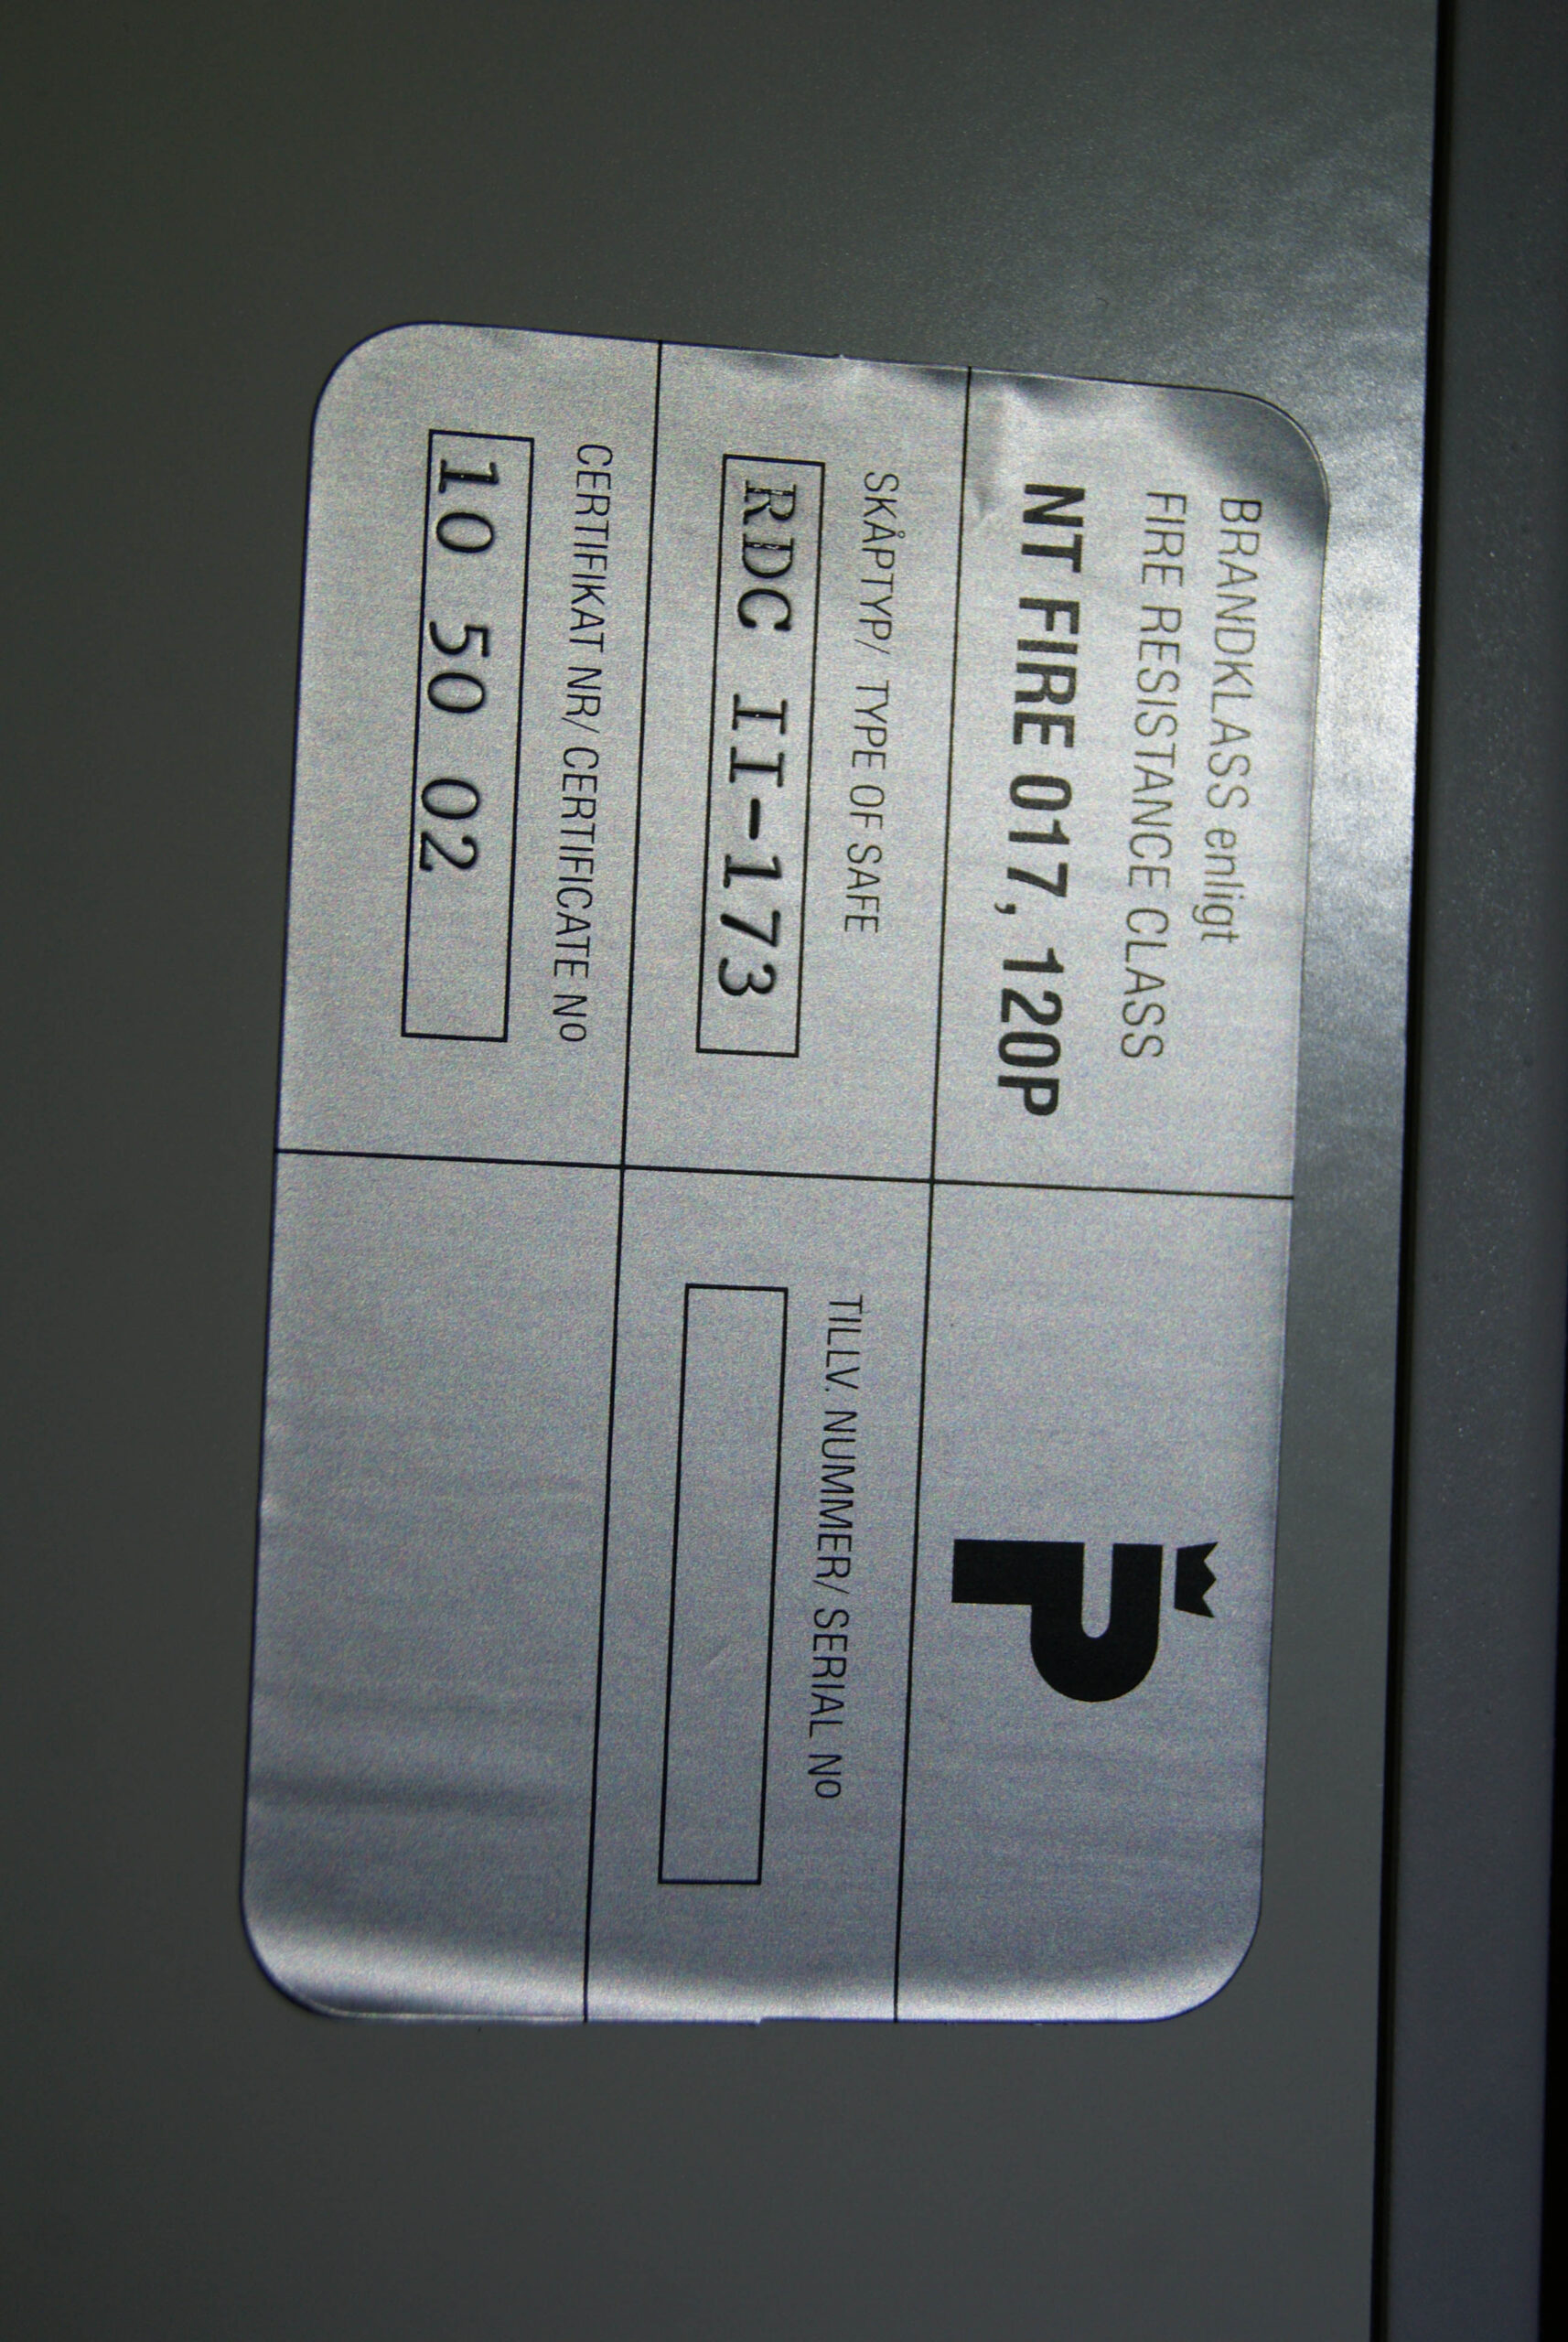 BRANDKLASS enligt
FIRE RESISTANCE CLASS
NT FIRE 017, 120P
P
SKÅPTYP/ TYPE OF SAFE
RDC II-173
TILLV. NUMMER/ SERIAL NO
CERTIFIKAT NR/ CERTIFICATE NO
10 50 02